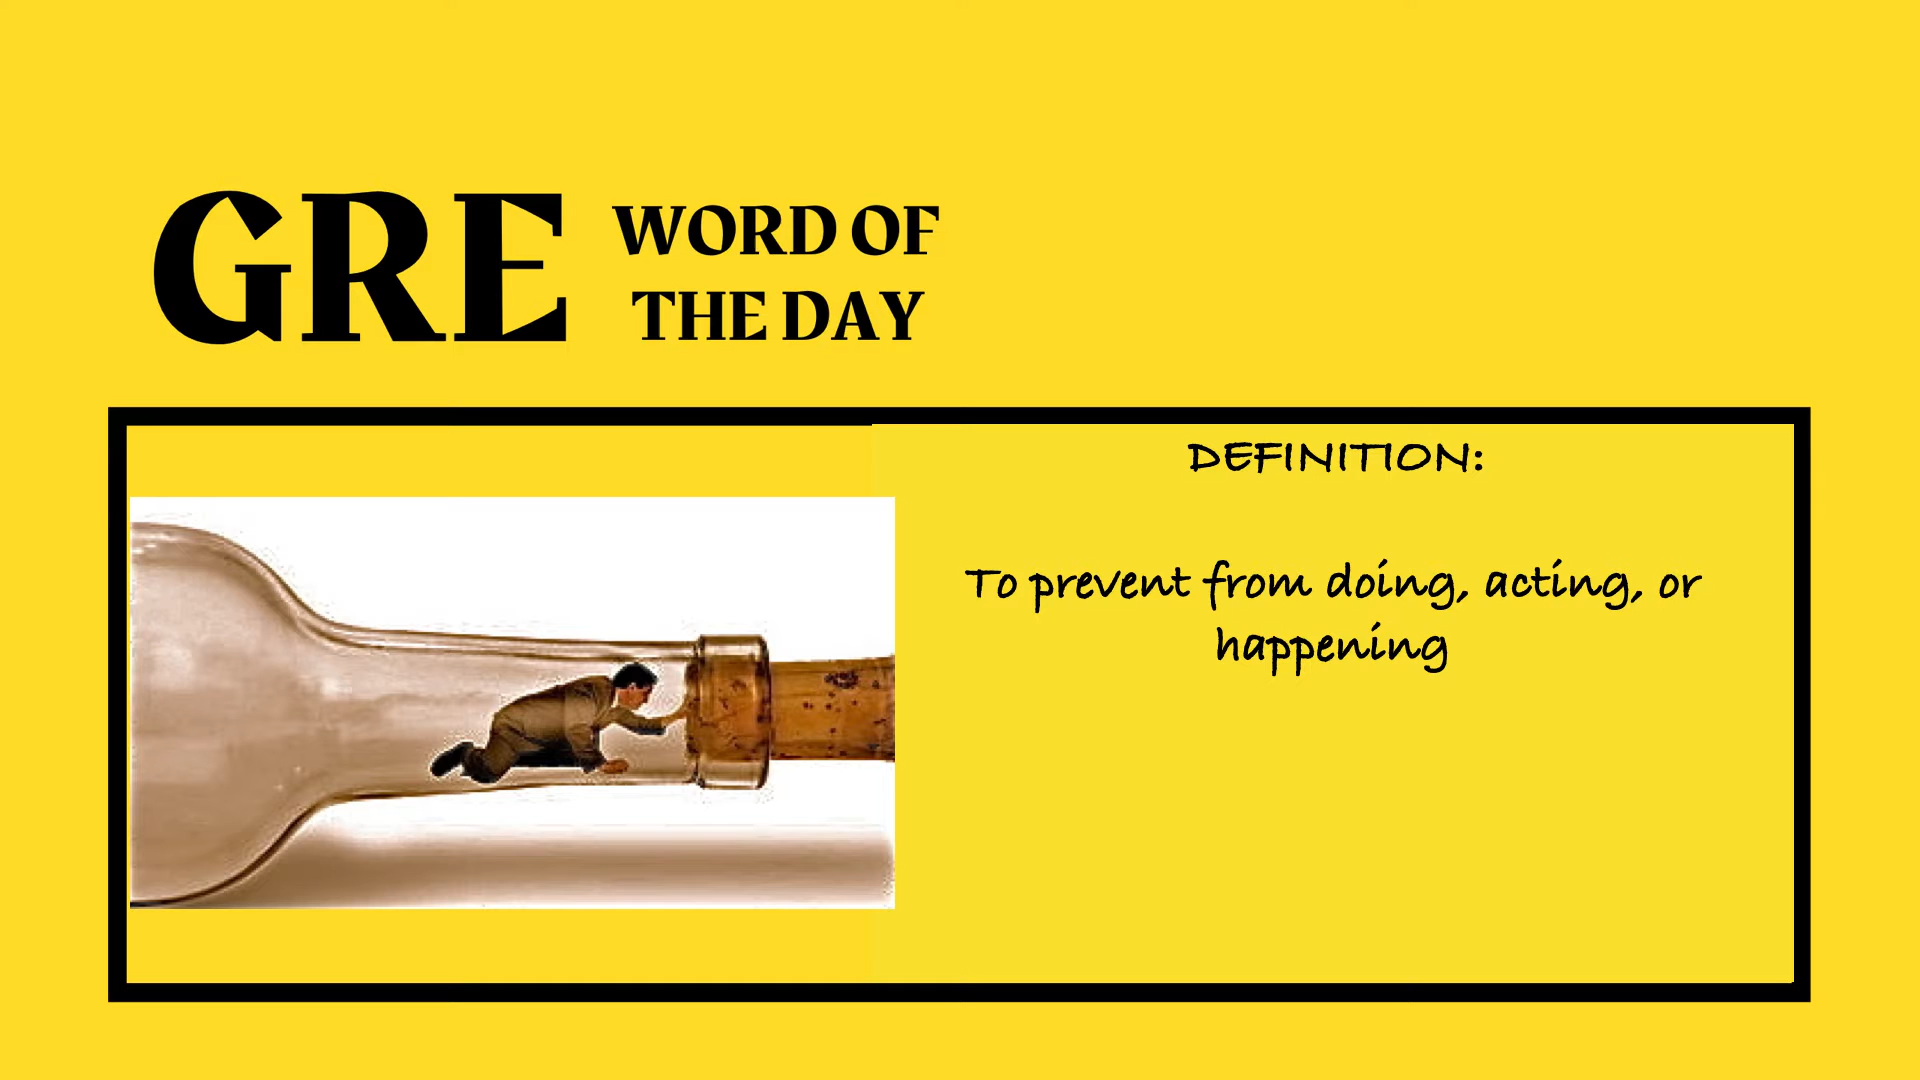 GRE
WORD OF
THE DAY
DEFINITION:
To prevent from doing, acting, or
happening